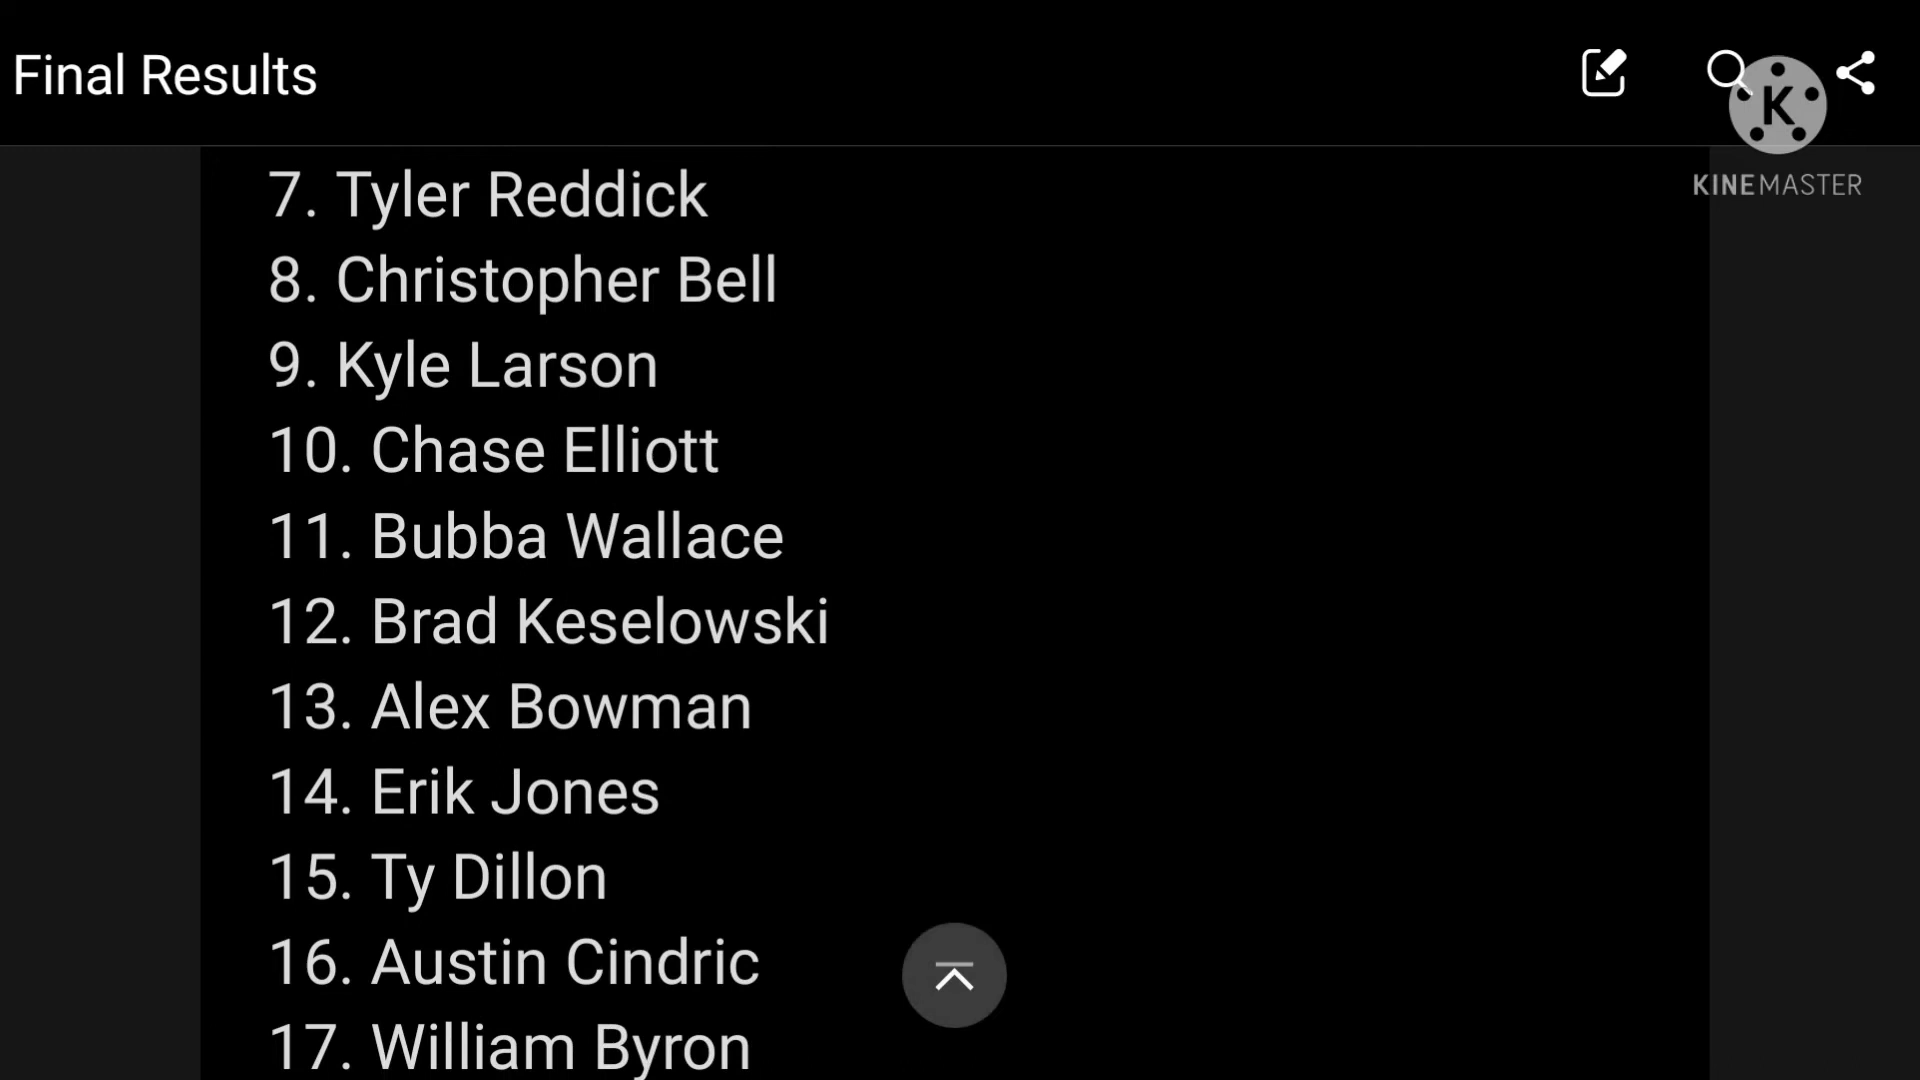 Final Results
K
KINEMASTER
7. Tyler Reddick
8. Christopher Bell
9. Kyle Larson
10. Chase Elliott
11. Bubba Wallace
12. Brad Keselowski
13. Alex Bowman
14. Erik Jones
15. Ty Dillon
16. Austin Cindric
17. William Byron